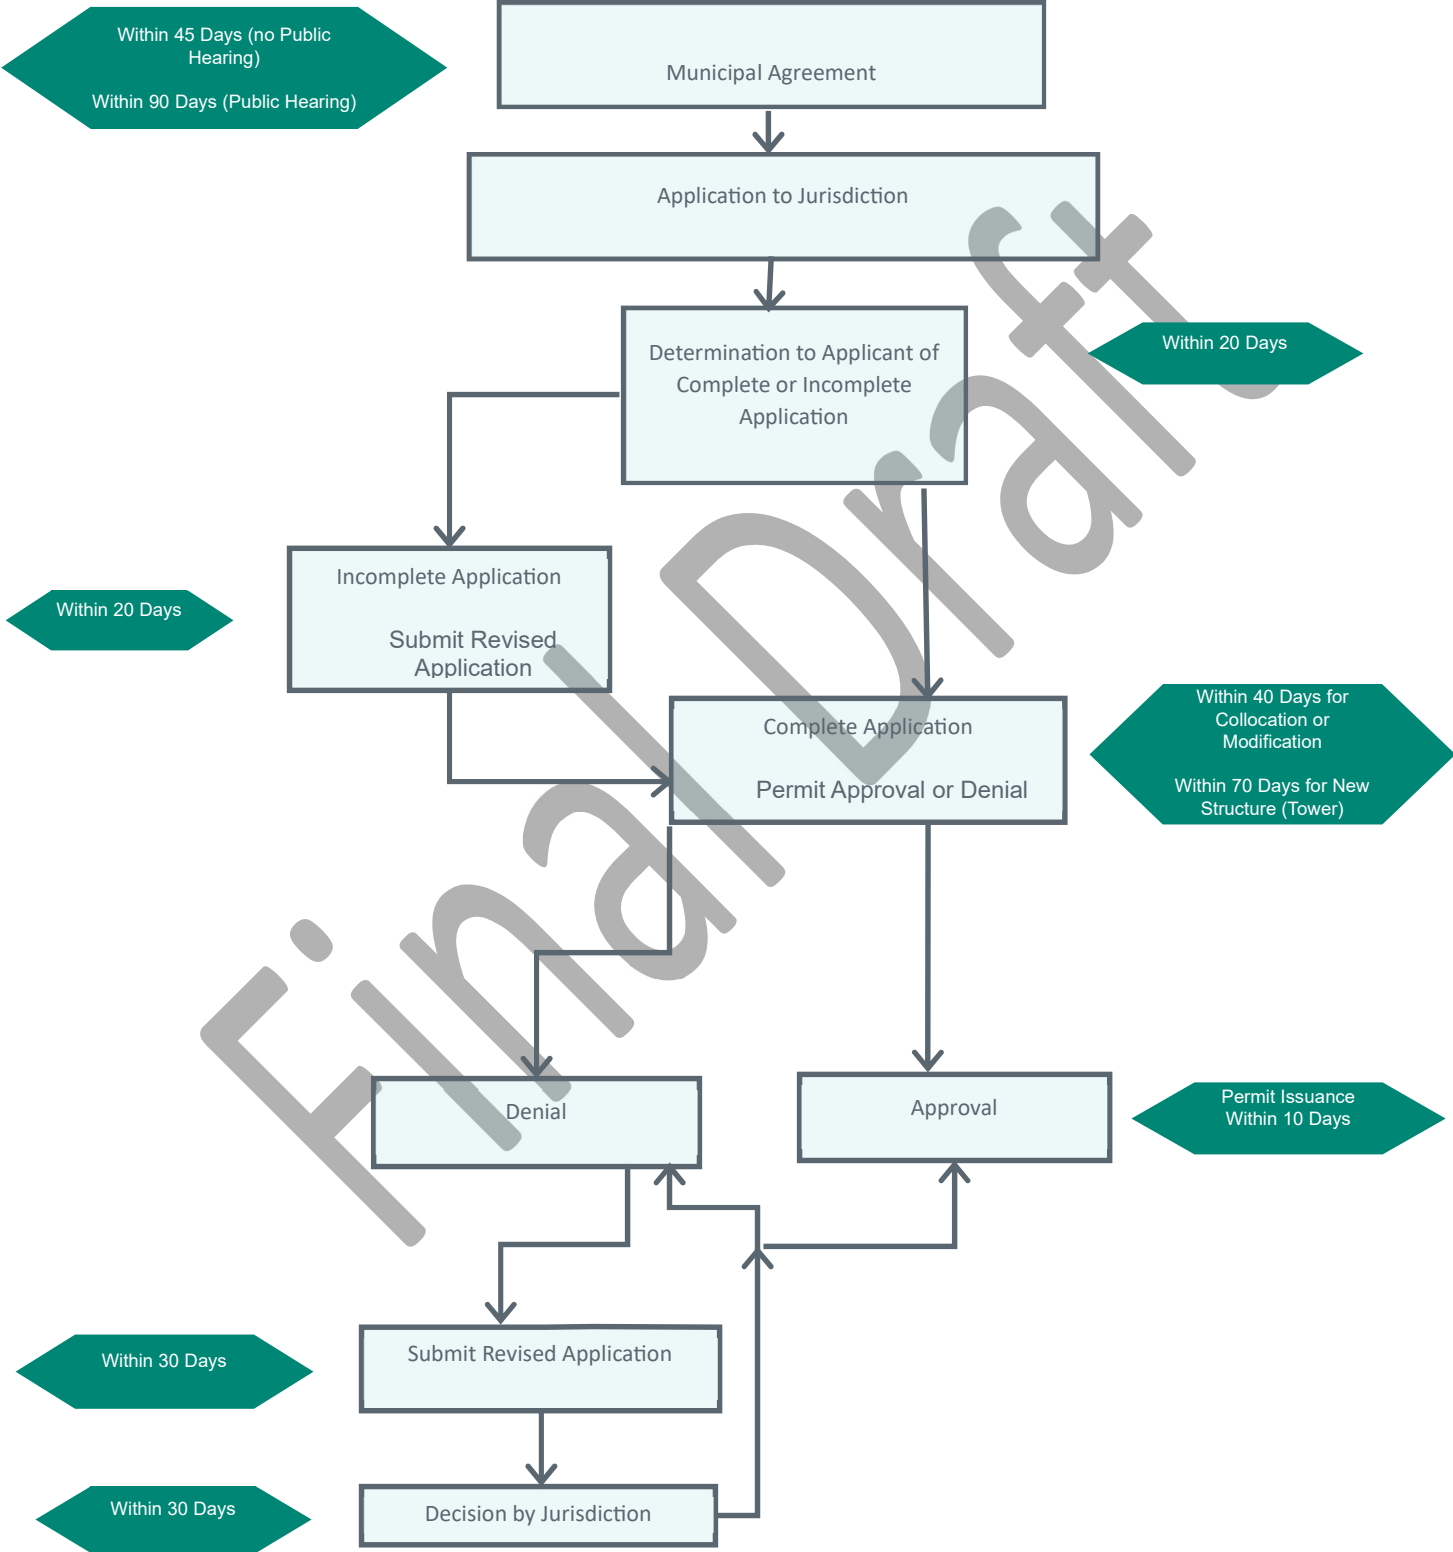 Within 45 Days (no Public
Hearing)
Within 90 Days (Public Hearing)
Municipal Agreement
Application to Jurisdiction
Determination to Applicant of
Complete or Incomplete
Application
Within 20 Days
Incomplete Application
Submit Revised
Application
Within 20 Days
Complete Application
Permit Approval or Denial
Within 40 Days for
Collocation or
Modification
Within 70 Days for New
Structure (Tower)
Denial
Approval
Permit Issuance
Within 10 Days
Within 30 Days
Submit Revised Application
Within 30 Days
Decision by Jurisdiction
Final Draft